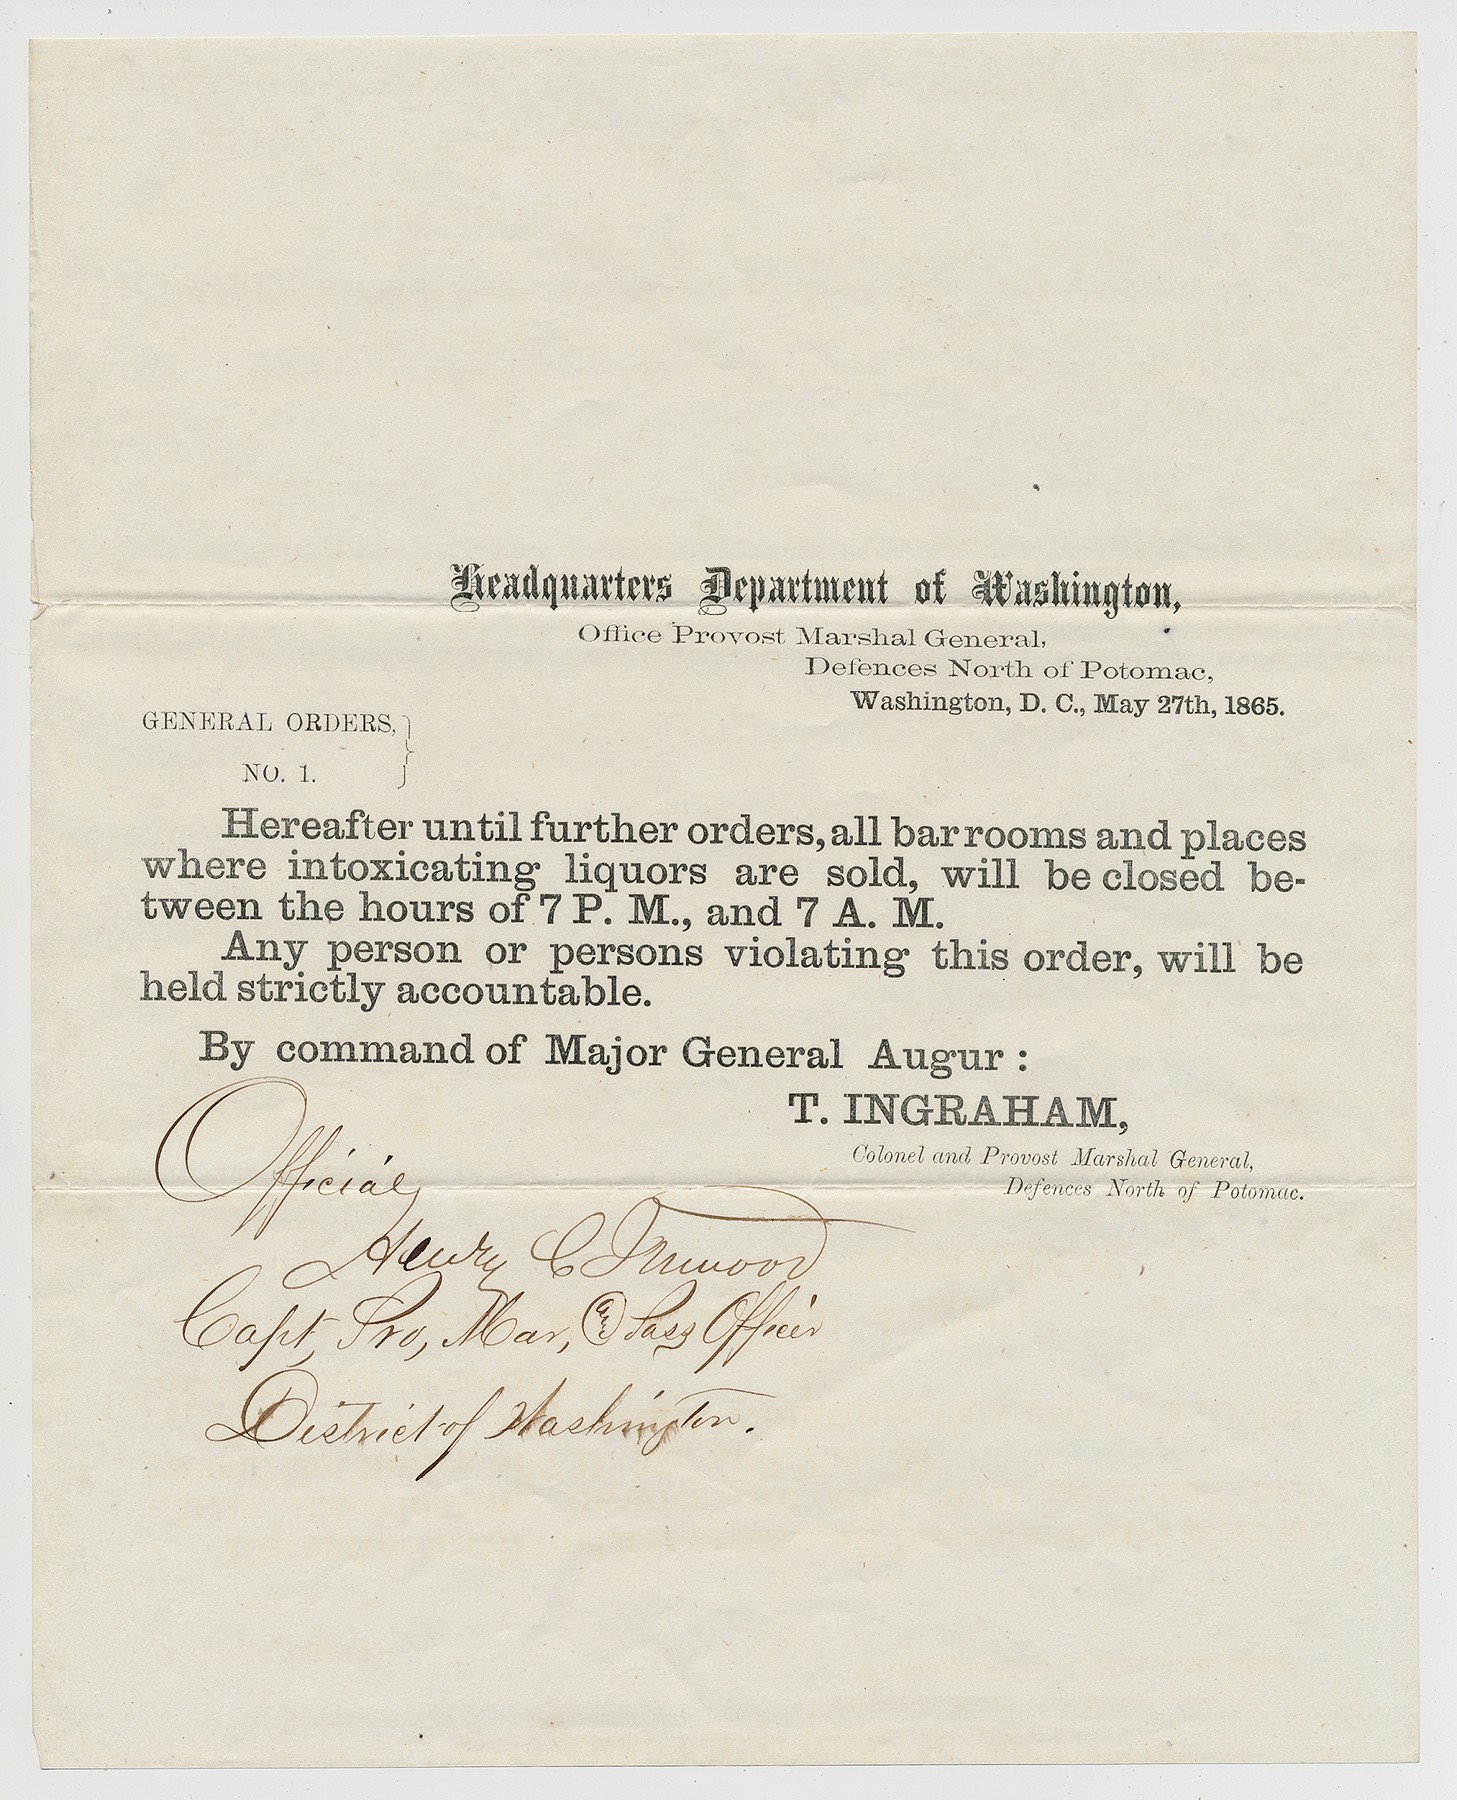 Headquarters Department of Washington,
Office Provost Marshal General,
Defences North of Potomac,
Washington, D. C., May 27th, 1865.
GENERAL ORDERS,
NO. 1.
Hereafter until further orders, all bar rooms and places
where intoxicating liquors are sold, will be closed be-
tween the hours of 7 P. M., and 7 A. M.
Any person or persons violating this order, will be
held strictly accountable.
By command of Major General Augur :
T. INGRAHAM,
Colonel and Provost Marshal General,
Defences North of Potomac.
Official,
Henry C
Capt, Pro, Mar, Pass Officer
District of Washington.